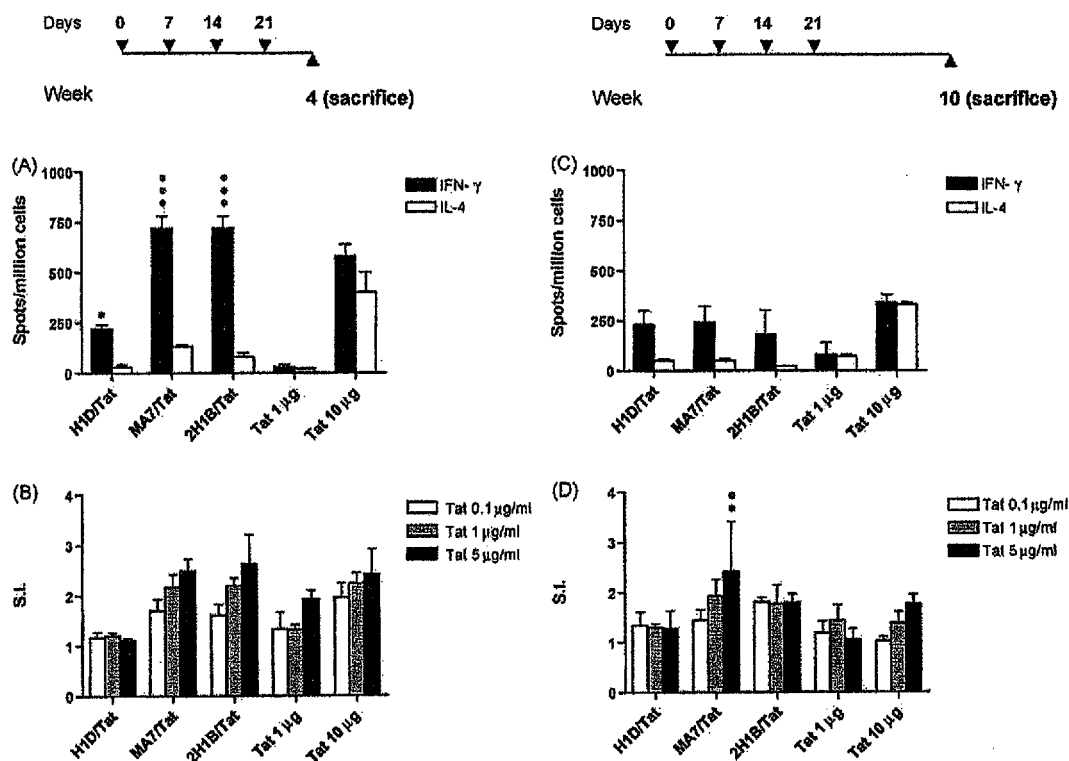 Days 0 7 14 21
Week 4 (sacrifice)
Days 0 7 14 21
Week 10 (sacrifice)
(A)
Spots/million cells
1000
750
500
250
0
*
***
***
IFN- γ
IL-4
H1D/Tat
MA7/Tat
2H1B/Tat
Tat 1 µg
Tat 10 µg
(C)
Spots/million cells
1000
750
500
250
0
IFN- γ
IL-4
H1D/Tat
MA7/Tat
2H1B/Tat
Tat 1 µg
Tat 10 µg
(B)
S.I.
4
3
2
1
0
Tat 0.1 µg/ml
Tat 1 µg/ml
Tat 5 µg/ml
H1D/Tat
MA7/Tat
2H1B/Tat
Tat 1 µg
Tat 10 µg
(D)
S.I.
4
3
2
1
0
**
Tat 0.1 µg/ml
Tat 1 µg/ml
Tat 5 µg/ml
H1D/Tat
MA7/Tat
2H1B/Tat
Tat 1 µg
Tat 10 µg